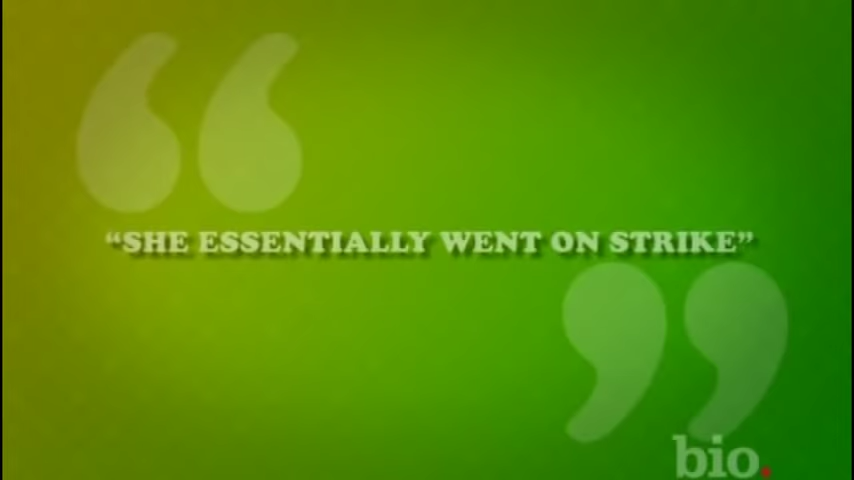 “SHE ESSENTIALLY WENT ON STRIKE”
bio.